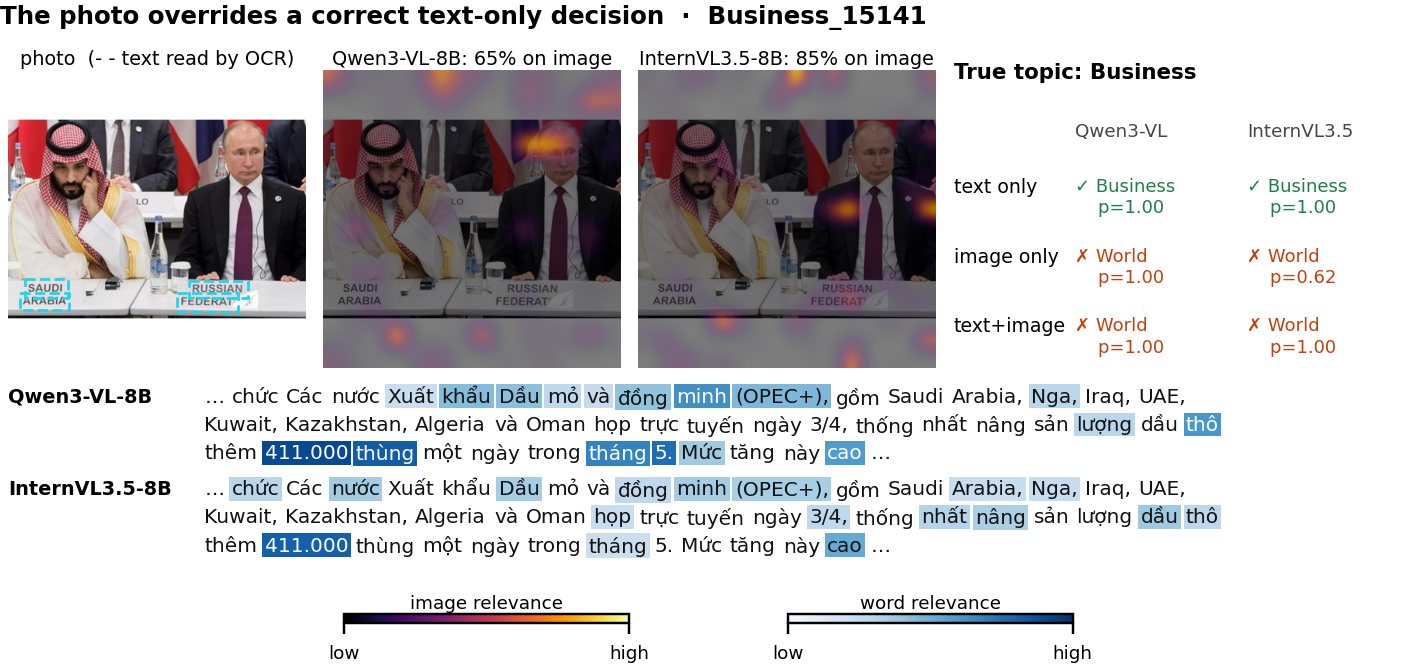 The photo overrides a correct text-only decision · Business_15141
photo (- - text read by OCR)
Qwen3-VL-8B: 65% on image
InternVL3.5-8B: 85% on image
SAUDI
ARABIA
RUSSIAN
FEDERAT
SAUDI
ARABIA
RUSSIAN
FEDERAT
SAUDI
ARABIA
RUSSIAN
FEDERAT
True topic: Business
Qwen3-VL InternVL3.5
text only ✓ Business ✓ Business
p=1.00 p=1.00
image only ✗ World ✗ World
p=1.00 p=0.62
text+image ✗ World ✗ World
p=1.00 p=1.00
Qwen3-VL-8B ... chức Các nước Xuất khẩu Dầu mỏ và đồng minh (OPEC+), gồm Saudi Arabia, Nga, Iraq, UAE,
Kuwait, Kazakhstan, Algeria và Oman họp trực tuyến ngày 3/4, thống nhất nâng sản lượng dầu thô
thêm 411.000 thùng một ngày trong tháng 5. Mức tăng này cao ...
InternVL3.5-8B ... chức Các nước Xuất khẩu Dầu mỏ và đồng minh (OPEC+), gồm Saudi Arabia, Nga, Iraq, UAE,
Kuwait, Kazakhstan, Algeria và Oman họp trực tuyến ngày 3/4, thống nhất nâng sản lượng dầu thô
thêm 411.000 thùng một ngày trong tháng 5. Mức tăng này cao ...
image relevance word relevance
low high low high